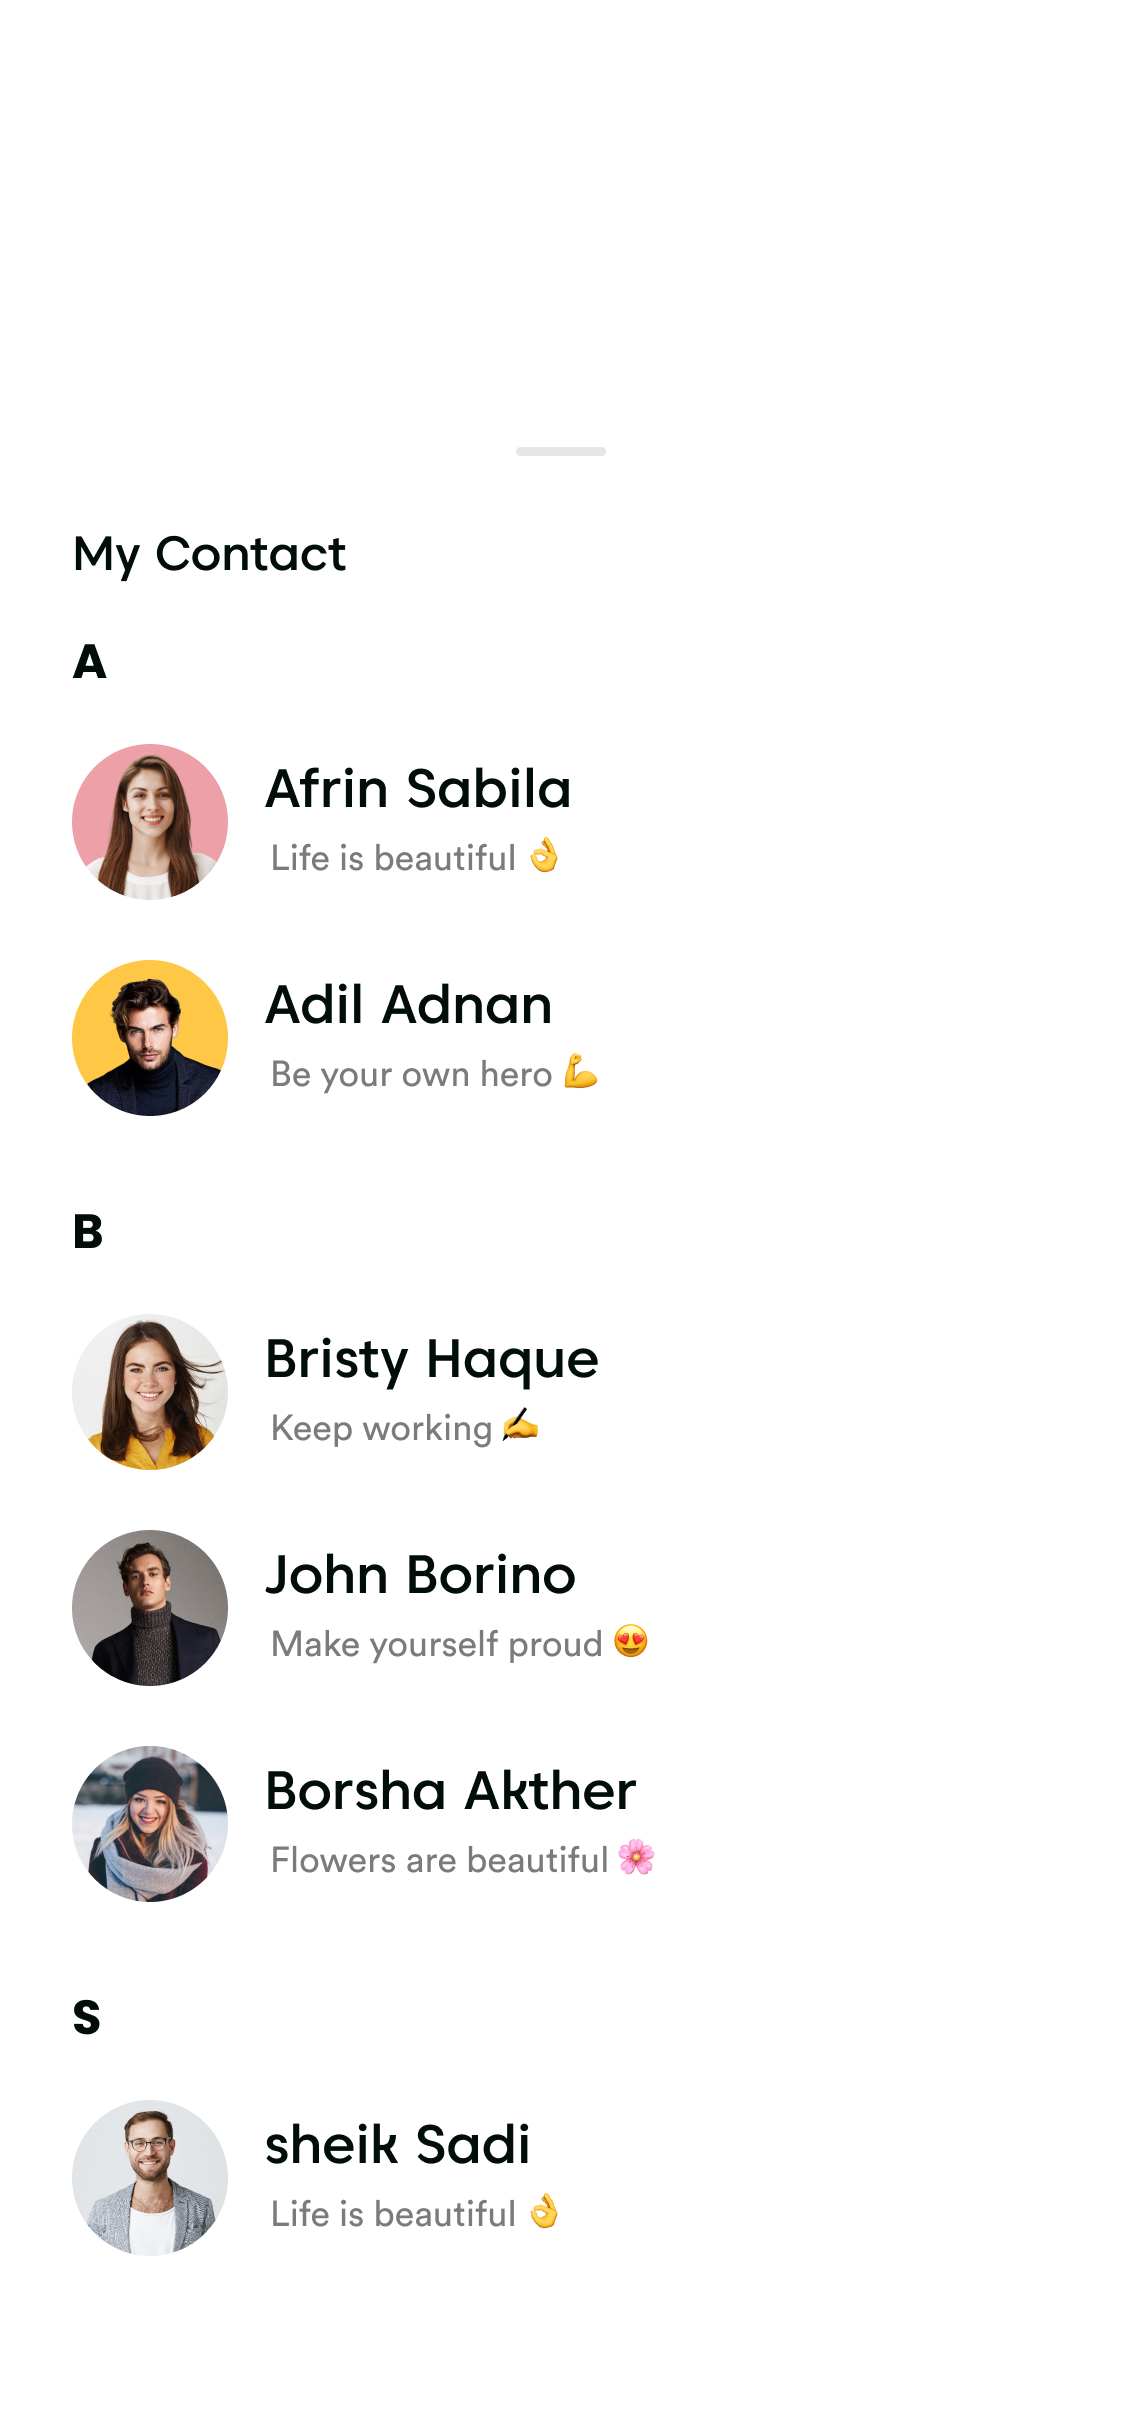 My Contact
A
Afrin Sabila
Life is beautiful 👌
Adil Adnan
Be your own hero 💪
B
Bristy Haque
Keep working ✍️
John Borino
Make yourself proud 😍
Borsha Akther
Flowers are beautiful 🌸
S
sheik Sadi
Life is beautiful 👌